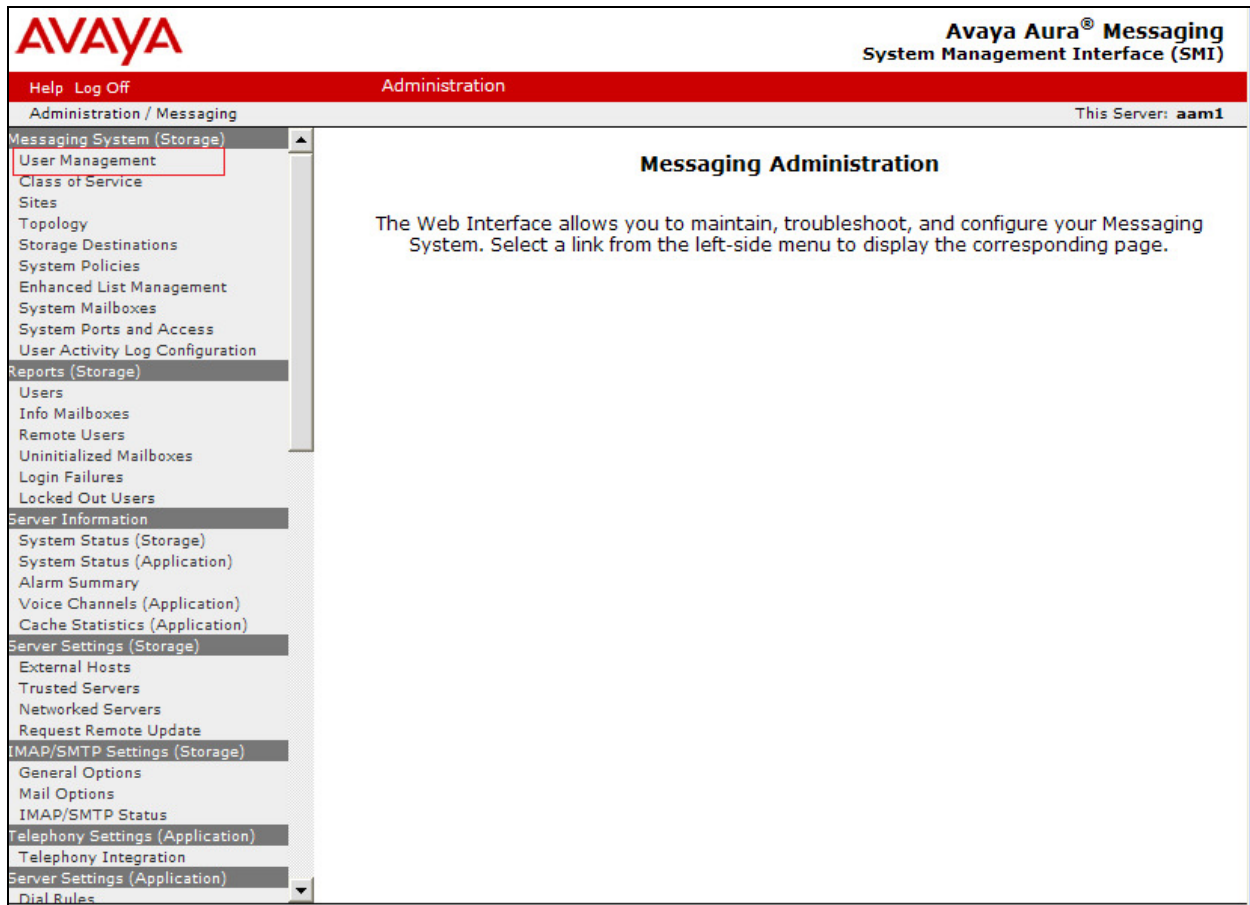 AVAYA
Avaya Aura® Messaging
System Management Interface (SMI)
Help Log Off
Administration
Administration / Messaging
This Server: aam1
Messaging System (Storage)
User Management
Class of Service
Sites
Topology
Storage Destinations
System Policies
Enhanced List Management
System Mailboxes
System Ports and Access
User Activity Log Configuration
Reports (Storage)
Users
Info Mailboxes
Remote Users
Uninitialized Mailboxes
Login Failures
Locked Out Users
Server Information
System Status (Storage)
System Status (Application)
Alarm Summary
Voice Channels (Application)
Cache Statistics (Application)
Server Settings (Storage)
External Hosts
Trusted Servers
Networked Servers
Request Remote Update
IMAP/SMTP Settings (Storage)
General Options
Mail Options
IMAP/SMTP Status
Telephony Settings (Application)
Telephony Integration
Server Settings (Application)
Dial Rules
Messaging Administration
The Web Interface allows you to maintain, troubleshoot, and configure your Messaging
System. Select a link from the left-side menu to display the corresponding page.